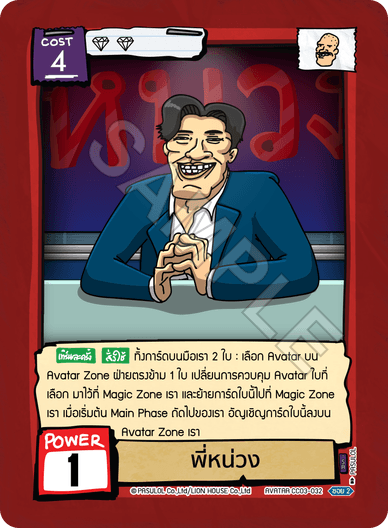 COST
4
หน่วง
SAMPLE
เทิร์นละครั้ง สั่งใช้ ทิ้งการ์ดบนมือเรา 2 ใบ : เลือก Avatar บน
Avatar Zone ฝ่ายตรงข้าม 1 ใบ เปลี่ยนการควบคุม Avatar ใบที่
เลือก มาไว้ที่ Magic Zone เรา และย้ายการ์ดใบนี้ไปที่ Magic Zone
เรา เมื่อเริ่มต้น Main Phase ถัดไปของเรา อัญเชิญการ์ดใบนี้ลงบน
Avatar Zone เรา
POWER
1
พี่หน่วง
© PASULOL Co.,Ltd/LION HOUSE Co.,Ltd
AVATAR CC03-032
ซอย 2
PASULOL